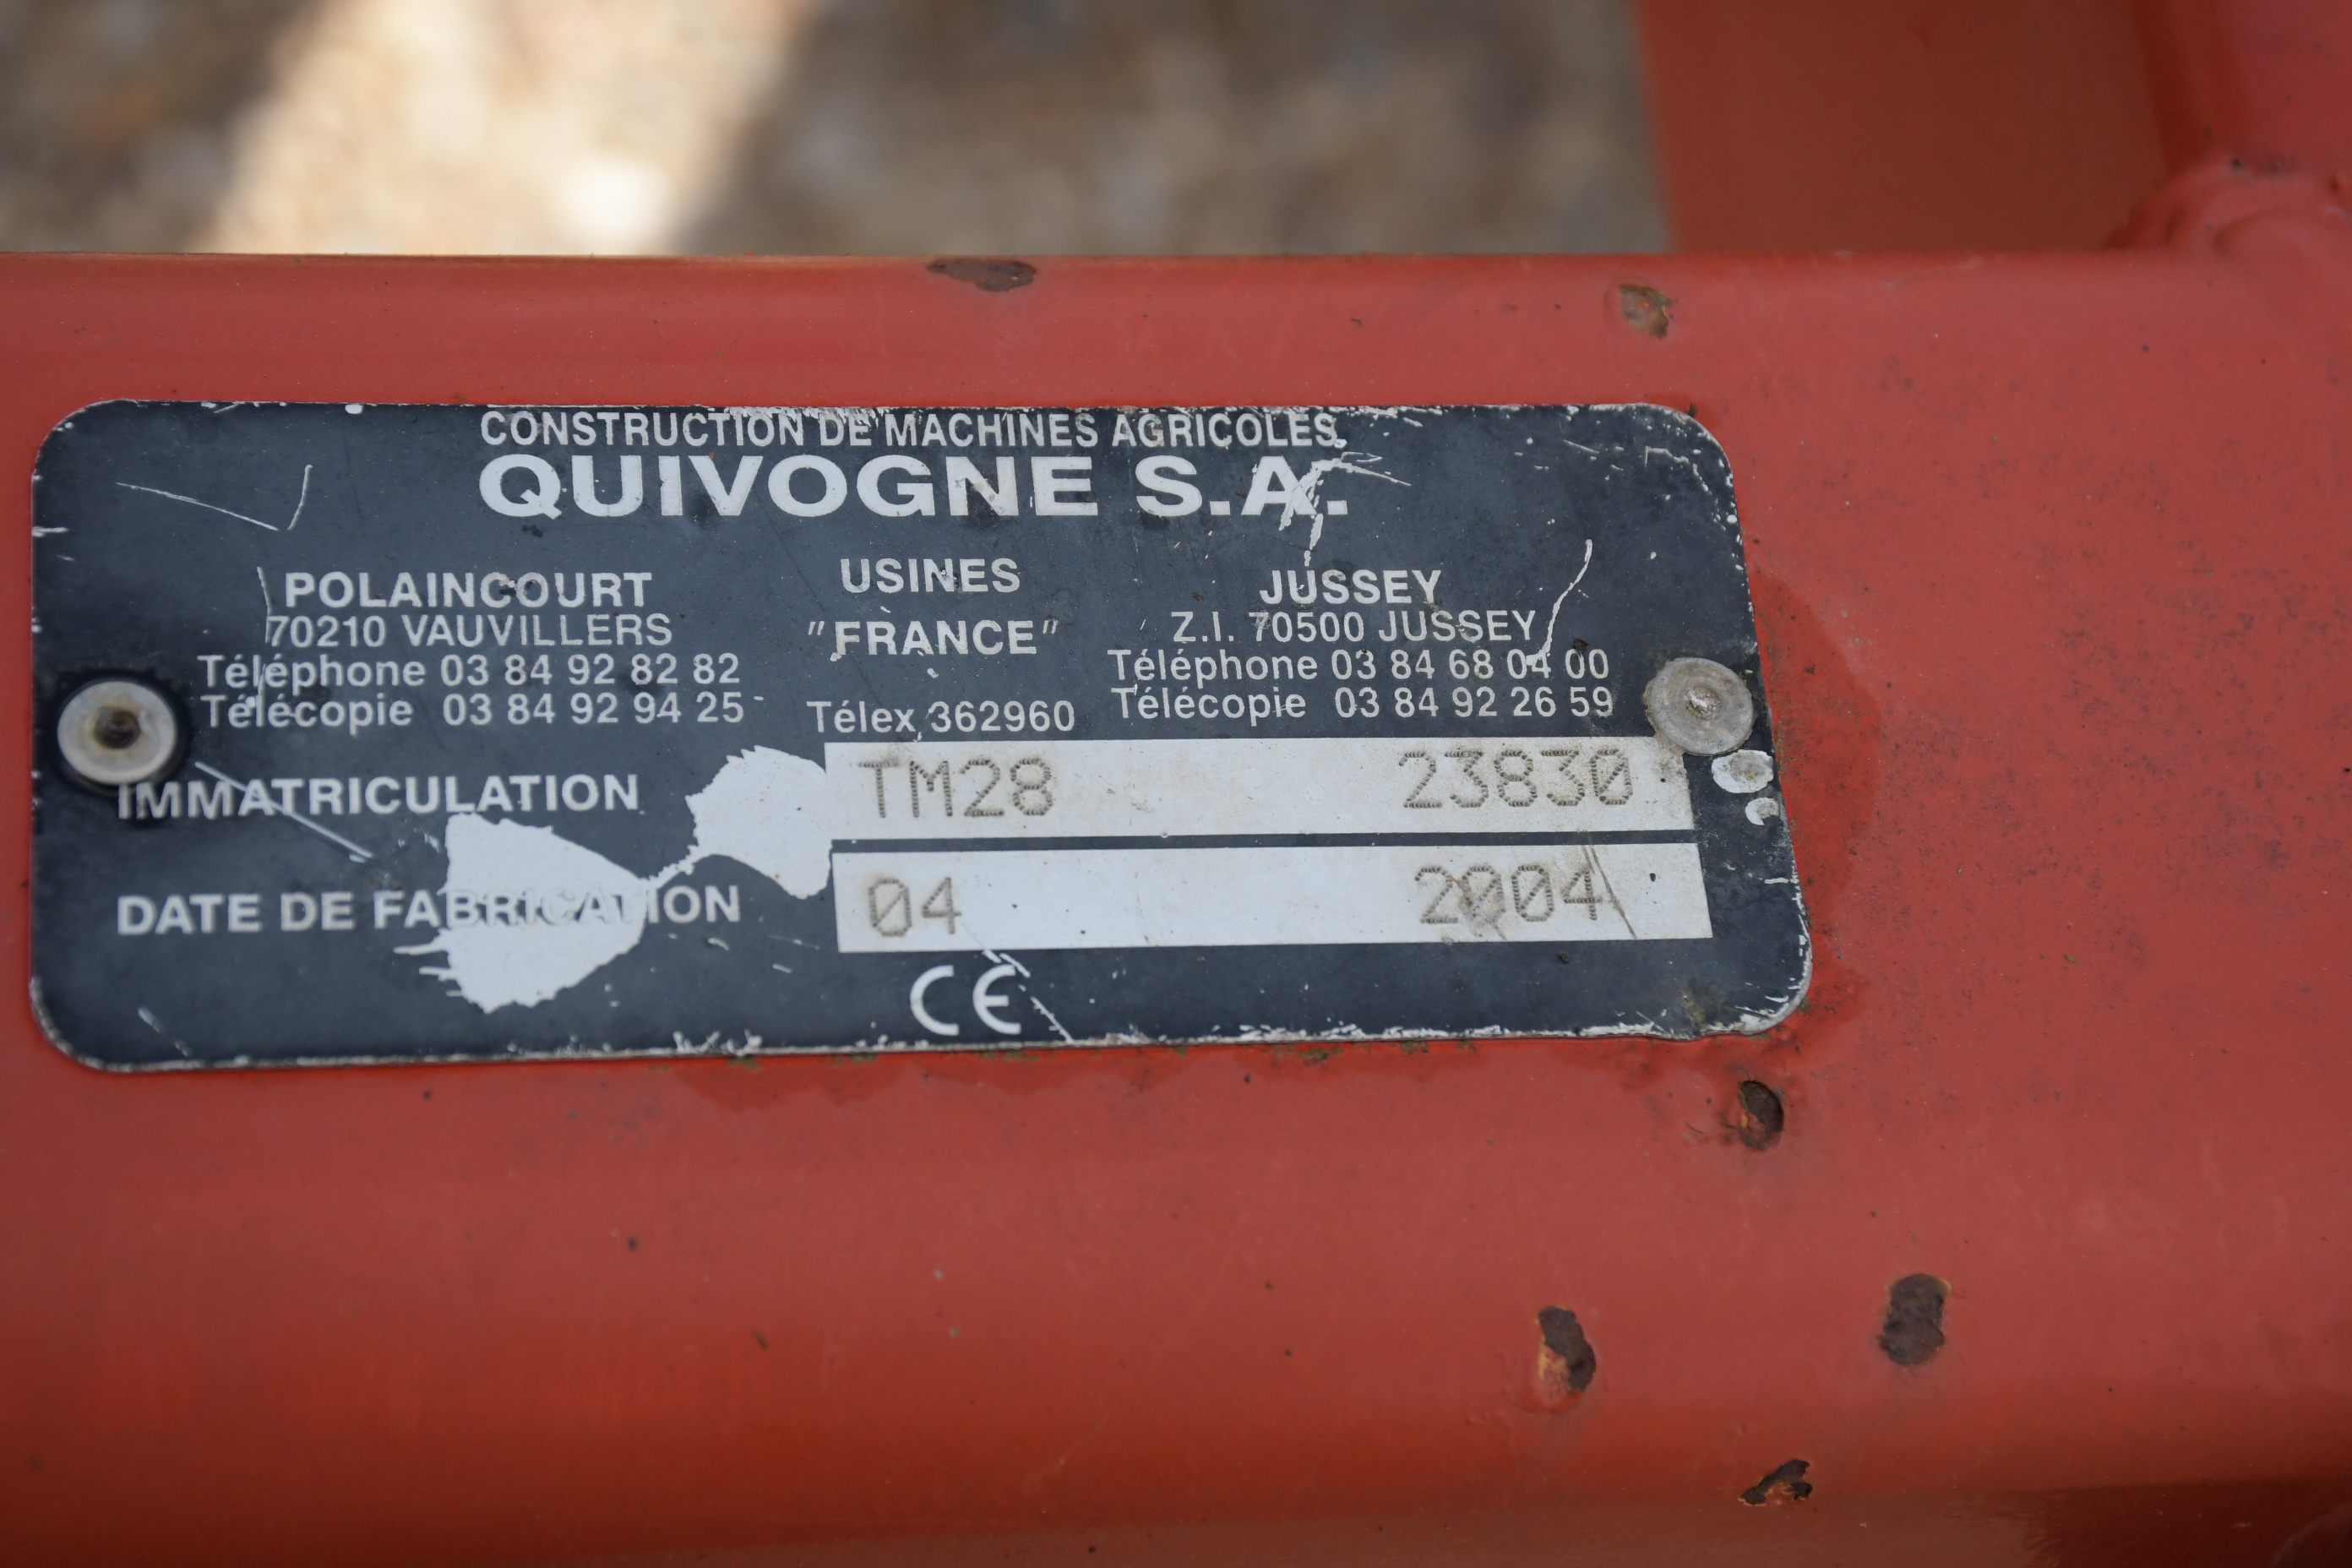 CONSTRUCTION DE MACHINES AGRICOLES
QUIVOGNE S.A.
POLAINCOURT
70210 VAUVILLERS
Téléphone 03 84 92 82 82
Télécopie 03 84 92 94 25
USINES
"FRANCE"
Télex 362960
JUSSEY
Z.I. 70500 JUSSEY
Téléphone 03 84 68 04 00
Télécopie 03 84 92 26 59
IMMATRICULATION TM28 23830
DATE DE FABRICATION 04 2004
CE